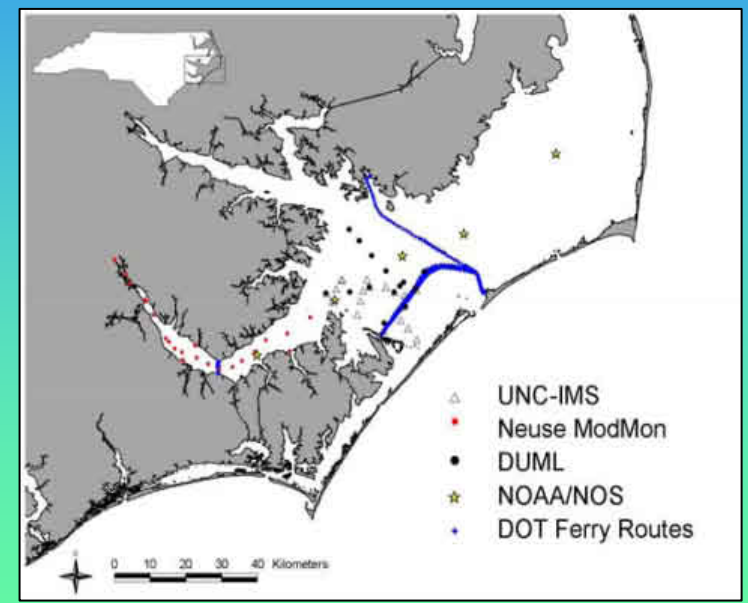 UNC-IMS
Neuse ModMon
DUML
NOAA/NOS
DOT Ferry Routes
0 10 20 30 40 Kilometers